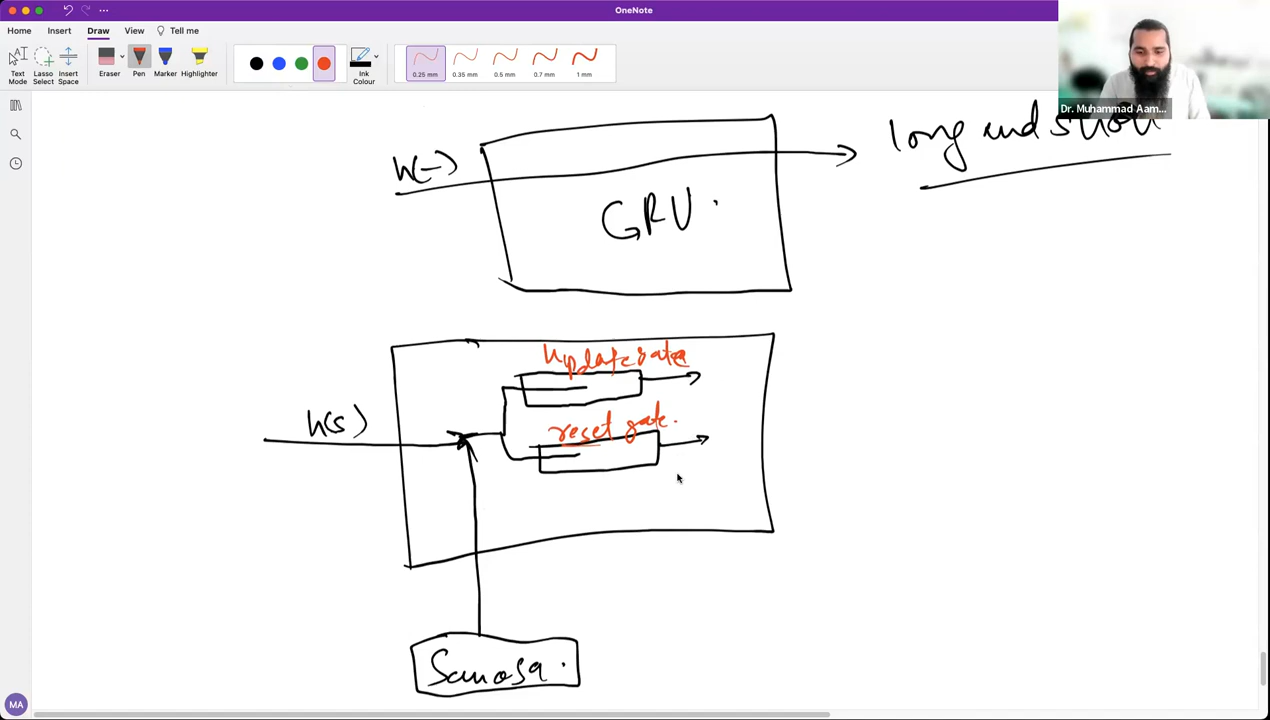 OneNote
Home Insert Draw View Tell me
Text Mode
Lasso Select
Insert Space
Eraser
Pen
Marker
Highlighter
Ink Colour
0.25 mm
0.35 mm
0.5 mm
0.7 mm
1 mm
Dr. Muhammad Aam...
long and short
h(-)
GRU.
Update gate
h(s)
reset gate.
Samosa.
MA